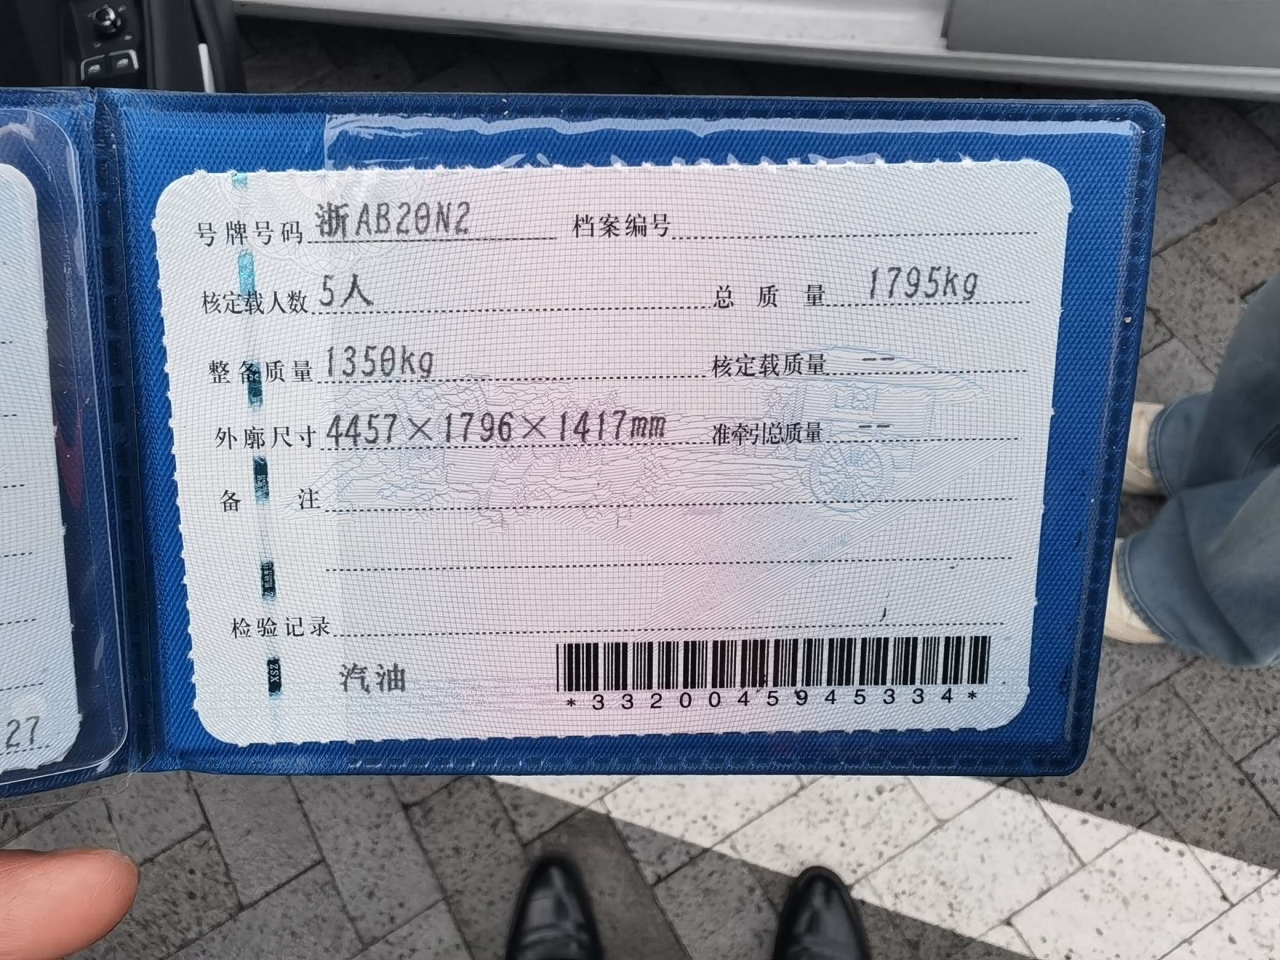 号牌号码 浙AB20N2 档案编号
核定载人数 5人 总质量 1795kg
整备质量 1350kg 核定载质量 --
外廓尺寸 4457×1796×1417mm 准牵引总质量 --
备注
检验记录
汽油
*3320045945334*
27